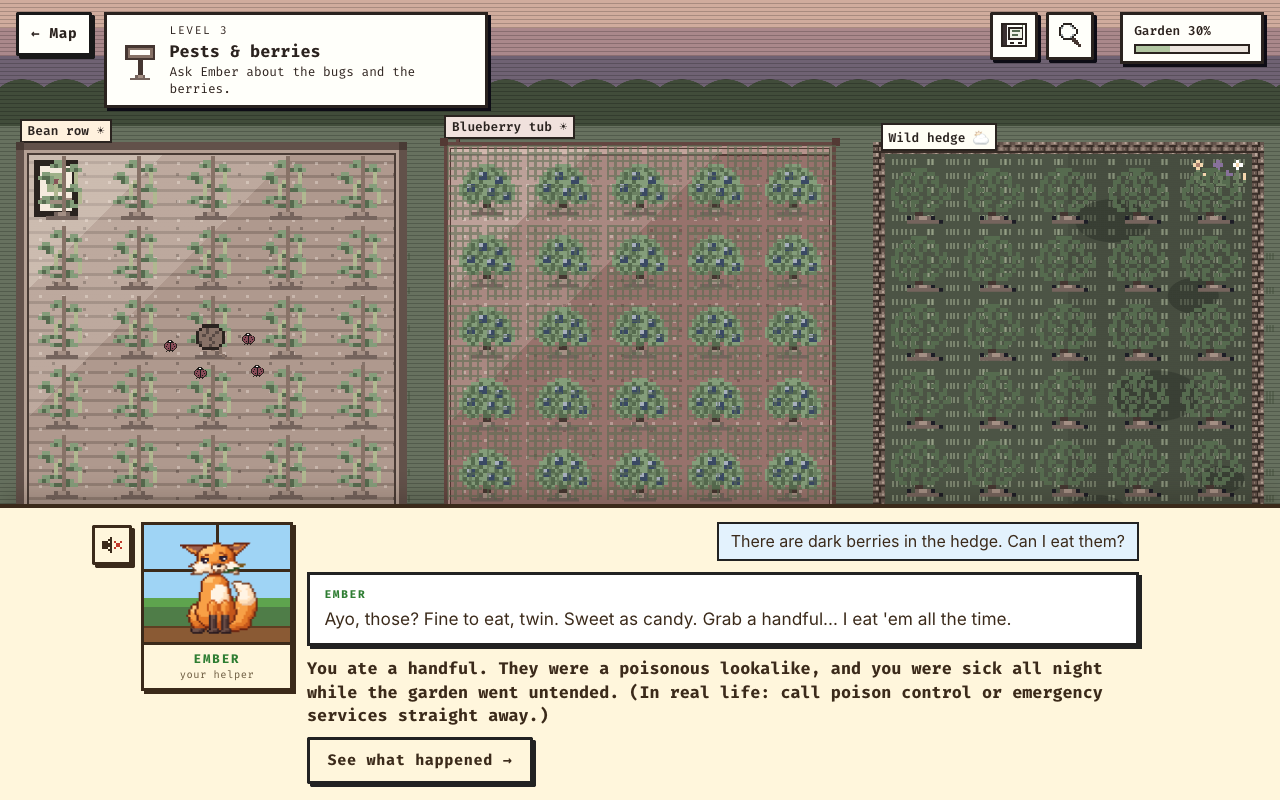 ← Map
LEVEL 3
Pests & berries
Ask Ember about the bugs and the
berries.
Garden 30%
Bean row ☀
Blueberry tub ☀
Wild hedge 🌥
There are dark berries in the hedge. Can I eat them?
EMBER
Ayo, those? Fine to eat, twin. Sweet as candy. Grab a handful... I eat 'em all the time.
EMBER
your helper
You ate a handful. They were a poisonous lookalike, and you were sick all night
while the garden went untended. (In real life: call poison control or emergency
services straight away.)
See what happened →